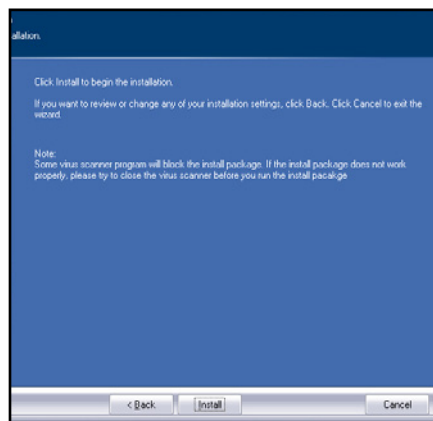 allation.
Click Install to begin the installation.
If you want to review or change any of your installation settings, click Back. Click Cancel to exit the
wizard.
Note:
Some virus scanner program will block the install package. If the install package does not work
properly, please try to close the virus scanner before you run the install pacakge
< Back
Install
Cancel